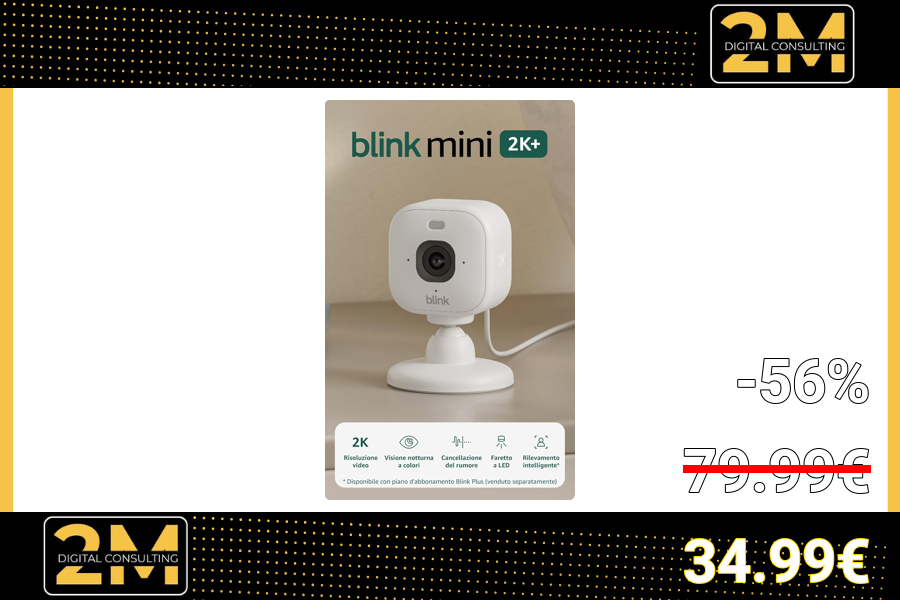 2M
DIGITAL CONSULTING
blink mini 2K+
blink
-56%
79.99€
2K
Risoluzione video
Visione notturna a colori
Cancellazione del rumore
Faretto a LED
Rilevamento intelligente*
* Disponibile con piano d'abbonamento Blink Plus (venduto separatamente)
2M
DIGITAL CONSULTING
34.99€